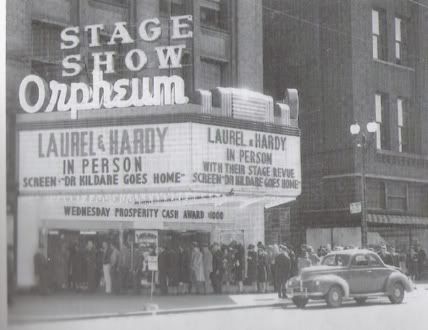 STAGE
SHOW
Orpheum
LAUREL & HARDY
IN PERSON
SCREEN-"DR KILDARE GOES HOME"
LAUREL & HARDY
IN PERSON
WITH THEIR STAGE REVUE
SCREEN-"DR KILDARE GOES HOME"
WEDNESDAY PROSPERITY CASH AWARD